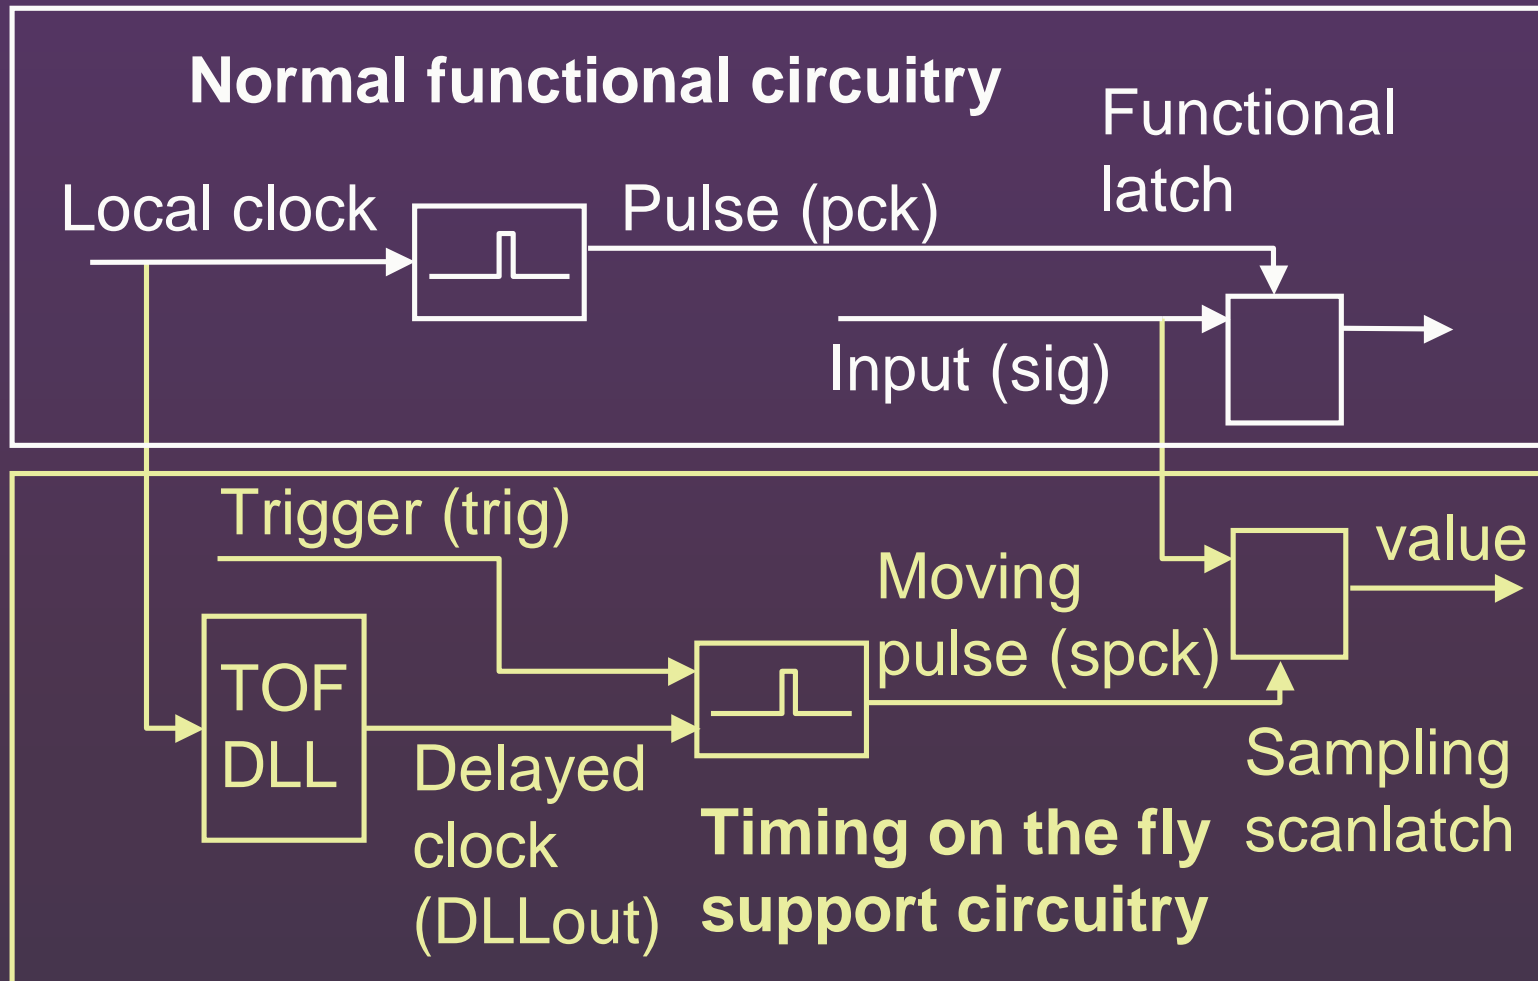 Normal functional circuitry
Functional
latch
Local clock
Pulse (pck)
Input (sig)
Trigger (trig)
value
Moving
pulse (spck)
TOF
DLL
Delayed
clock
(DLLout)
Sampling
scanlatch
Timing on the fly
support circuitry